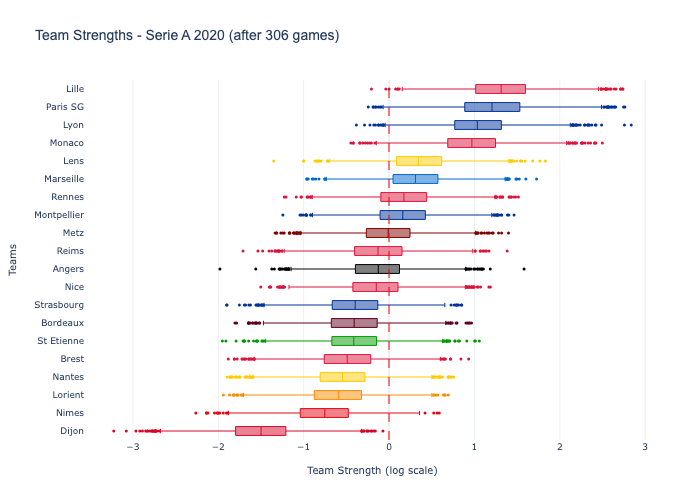 Team Strengths - Serie A 2020 (after 306 games)
Lille
Paris SG
Lyon
Monaco
Lens
Marseille
Rennes
Montpellier
Metz
Reims
Angers
Nice
Strasbourg
Bordeaux
St Etienne
Brest
Nantes
Lorient
Nimes
Dijon
Teams
−3 −2 −1 0 1 2 3
Team Strength (log scale)